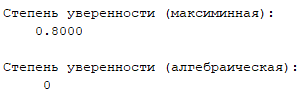 Степень уверенности (максиминная):
0.8000
Степень уверенности (алгебраическая):
0